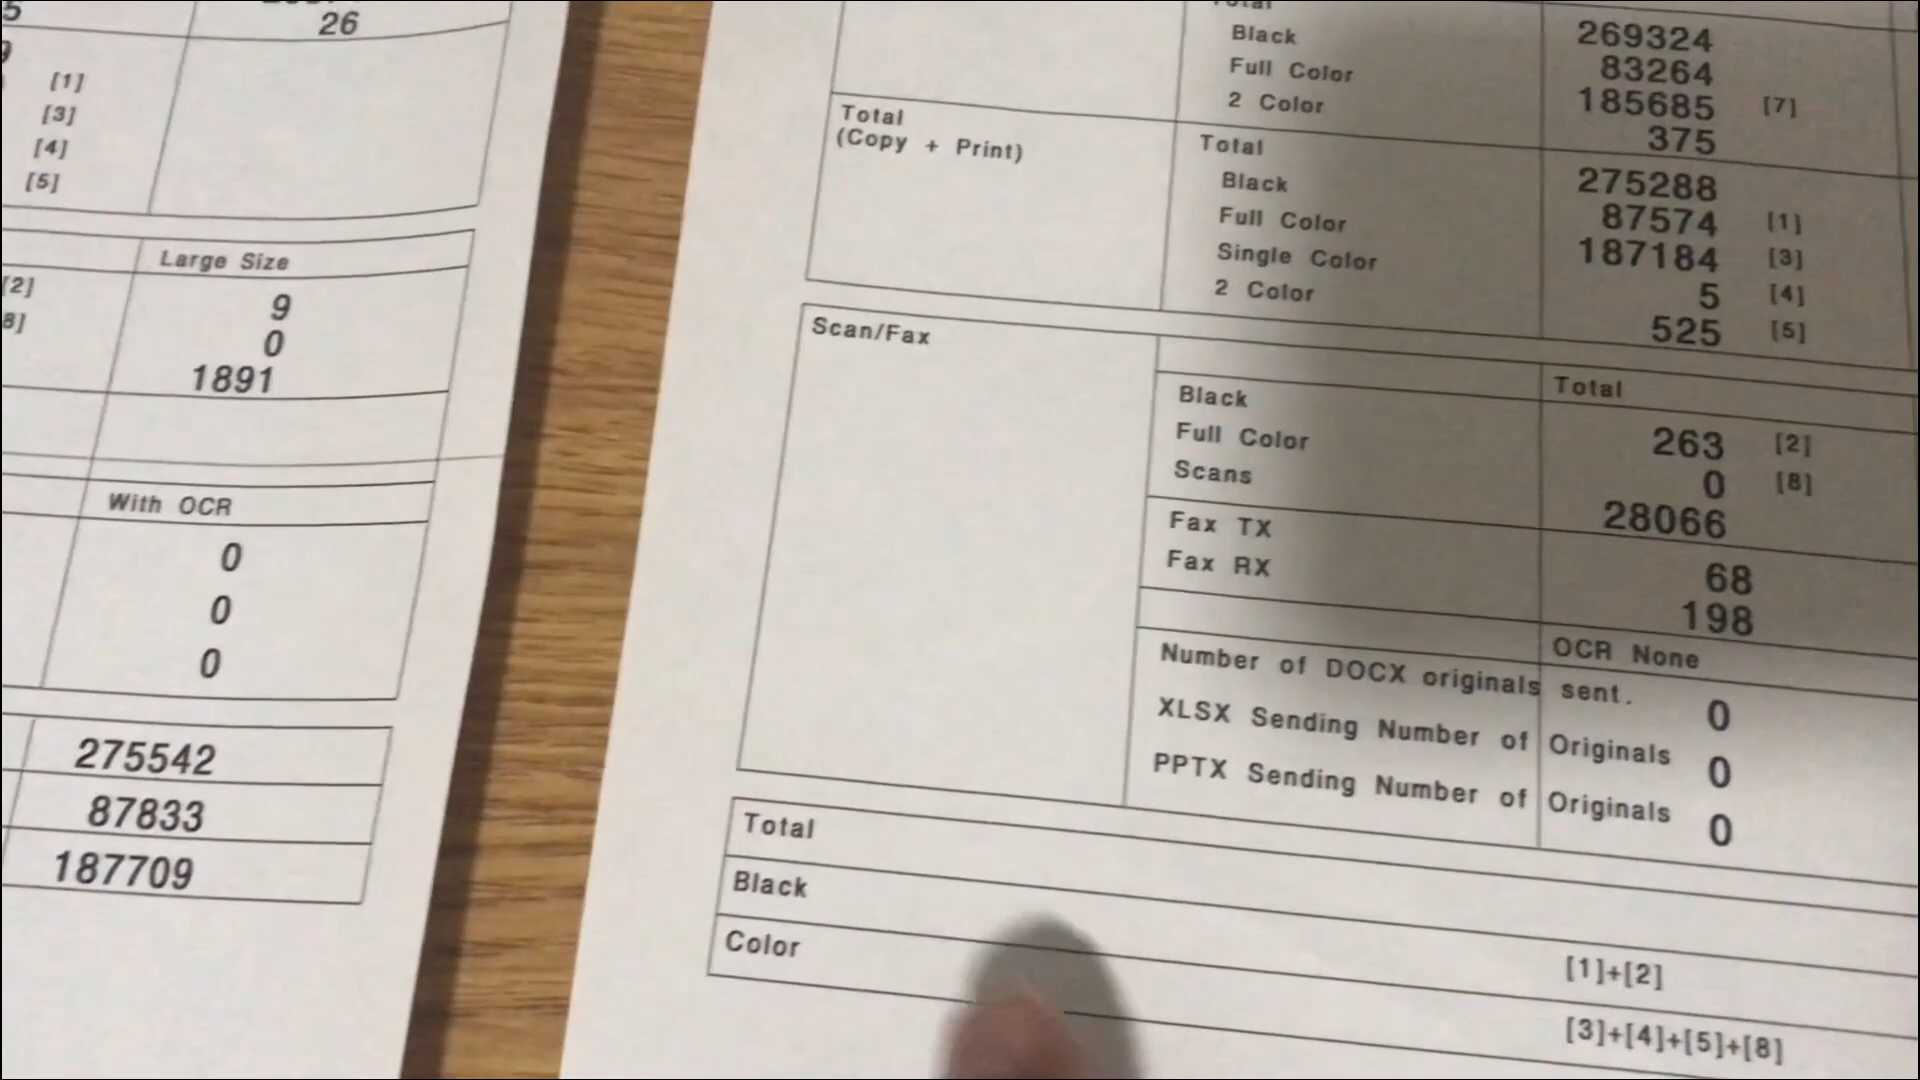 26
[1]
[3]
[4]
[5]
Large Size
[2] 9
8] 0
1891
With OCR
0
0
0
275542
87833
187709
269324
Black 83264
Full Color 185685 [7]
2 Color 375
Total
(Copy + Print)
Total 275288
Black 87574 [1]
Full Color 187184 [3]
Single Color 5 [4]
2 Color 525 [5]
Scan/Fax
Total
Black 263 [2]
Full Color 0 [8]
Scans 28066
Fax TX 68
Fax RX 198
OCR None
Number of DOCX originals sent. 0
XLSX Sending Number of Originals 0
PPTX Sending Number of Originals 0
Total
Black [1]+[2]
Color [3]+[4]+[5]+[8]